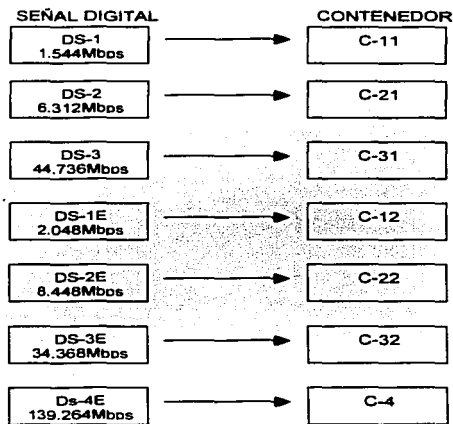 SEÑAL DIGITAL CONTENEDOR
DS-1 C-11
1.544Mbps
DS-2 C-21
6.312Mbps
DS-3 C-31
44.736Mbps
DS-1E C-12
2.048Mbps
DS-2E C-22
8.448Mbps
DS-3E C-32
34.368Mbps
Ds-4E C-4
139.264Mbps